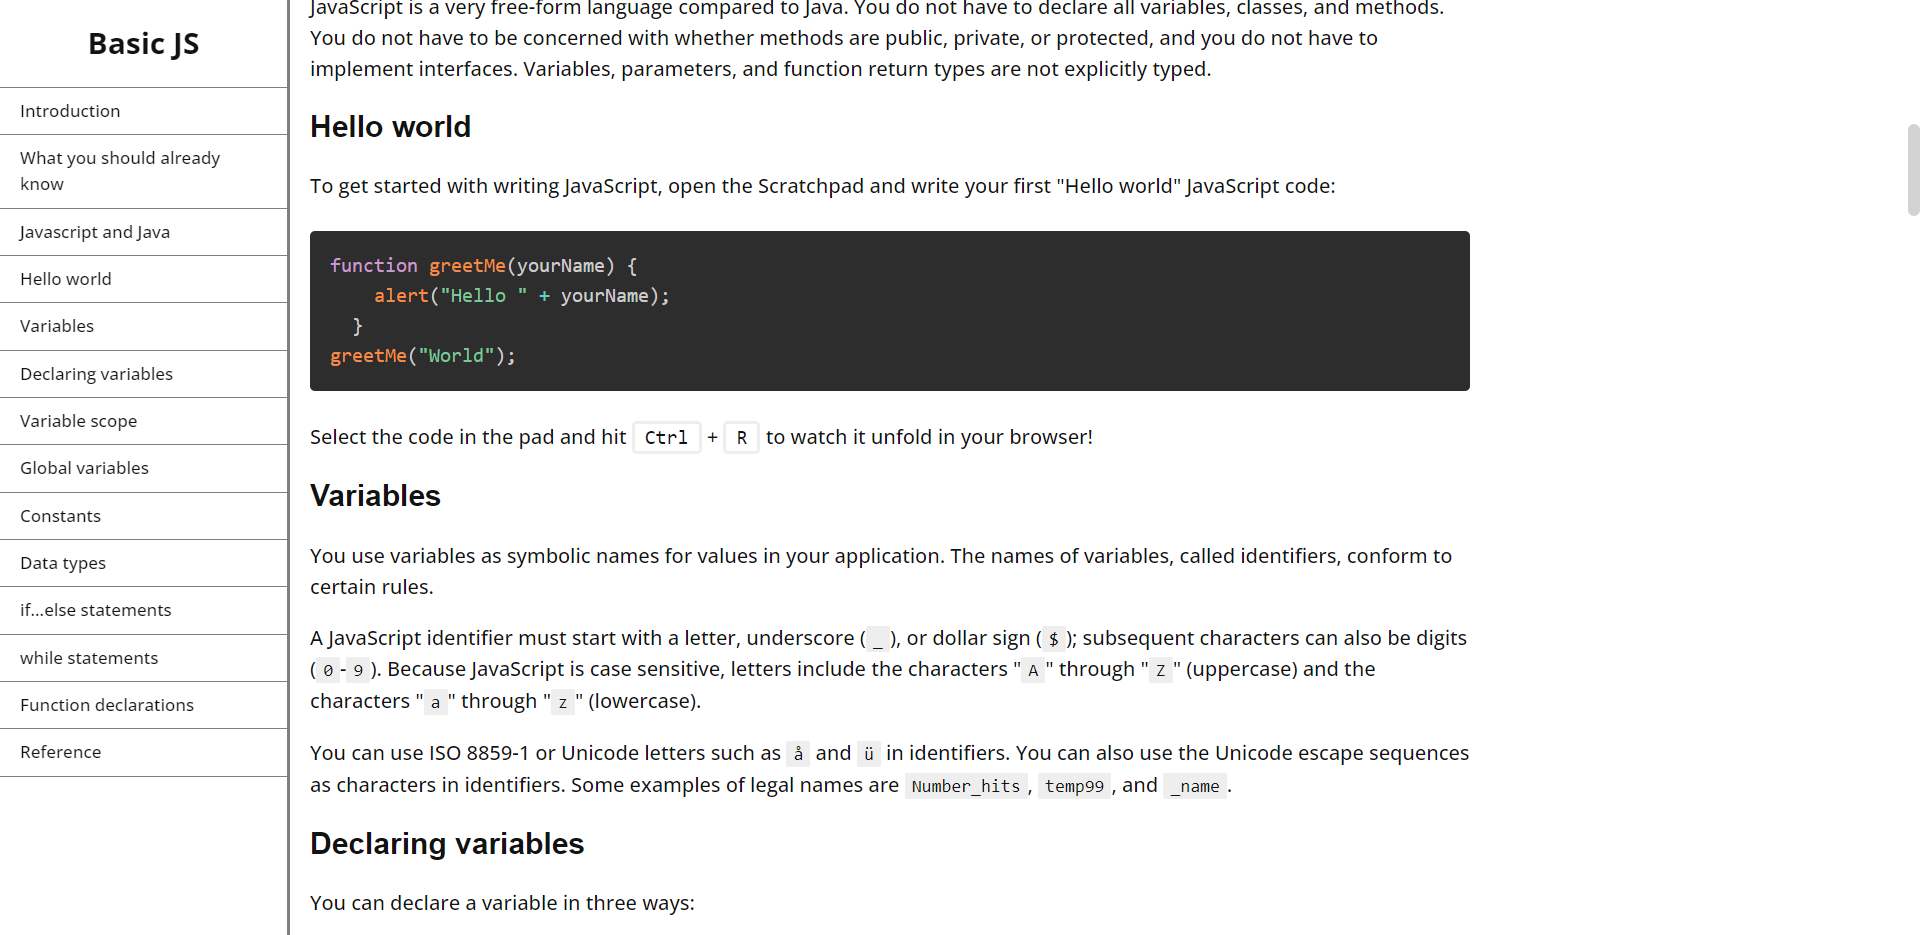 Basic JS
Introduction
What you should already
know
Javascript and Java
Hello world
Variables
Declaring variables
Variable scope
Global variables
Constants
Data types
if...else statements
while statements
Function declarations
Reference
JavaScript is a very free-form language compared to Java. You do not have to declare all variables, classes, and methods.
You do not have to be concerned with whether methods are public, private, or protected, and you do not have to
implement interfaces. Variables, parameters, and function return types are not explicitly typed.
Hello world
To get started with writing JavaScript, open the Scratchpad and write your first "Hello world" JavaScript code:
function greetMe(yourName) {
    alert("Hello " + yourName);
  }
greetMe("World");
Select the code in the pad and hit Ctrl + R to watch it unfold in your browser!
Variables
You use variables as symbolic names for values in your application. The names of variables, called identifiers, conform to
certain rules.
A JavaScript identifier must start with a letter, underscore ( _ ), or dollar sign ( $ ); subsequent characters can also be digits
( 0 - 9 ). Because JavaScript is case sensitive, letters include the characters " A " through " Z " (uppercase) and the
characters " a " through " z " (lowercase).
You can use ISO 8859-1 or Unicode letters such as å and ü in identifiers. You can also use the Unicode escape sequences
as characters in identifiers. Some examples of legal names are Number_hits , temp99 , and _name .
Declaring variables
You can declare a variable in three ways: